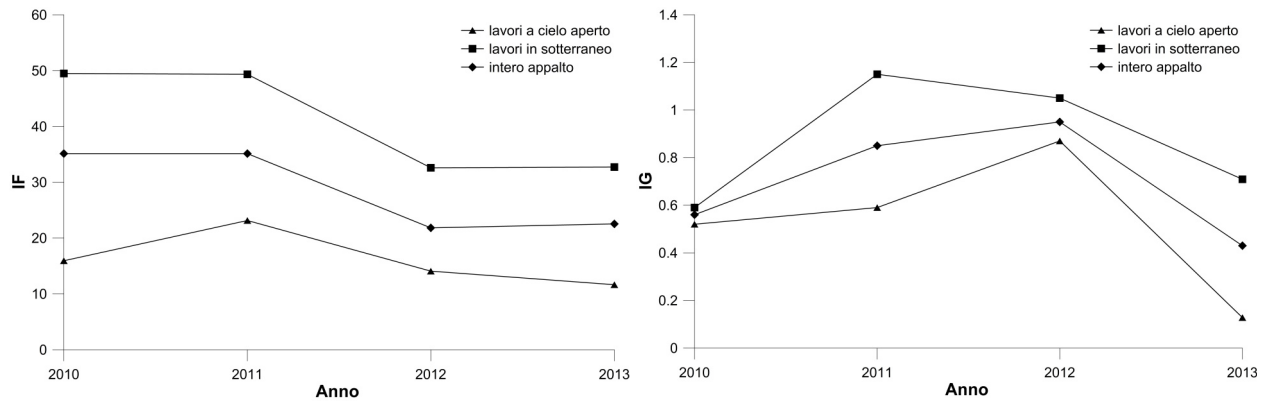 60
50
40
30
20
10
0
IF
2010
2011
2012
2013
Anno
lavori a cielo aperto
lavori in sotterraneo
intero appalto
1.4
1.2
1
0.8
0.6
0.4
0.2
0
IG
2010
2011
2012
2013
Anno
lavori a cielo aperto
lavori in sotterraneo
intero appalto